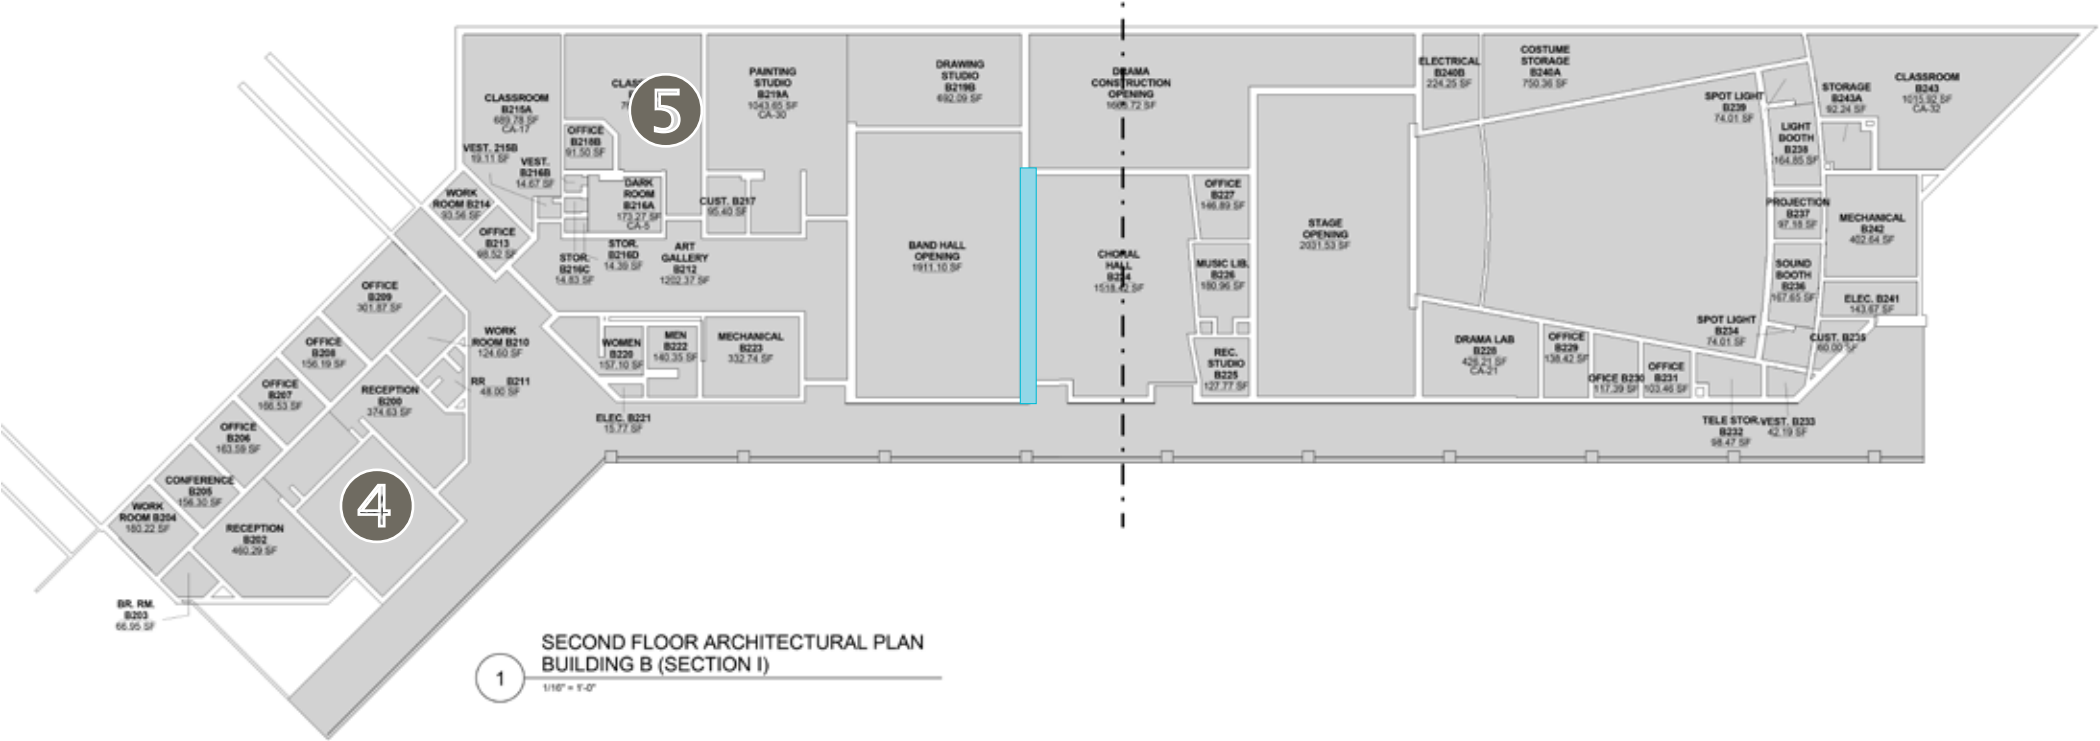 CLASSROOM
B215A
689.78 SF
CA-17
VEST. 215B
19.11 SF
VEST.
B216B
14.67 SF
OFFICE
B218B
91.50 SF
CLAS
5
DARK
ROOM
B216A
173.27 SF
CA-5
PAINTING
STUDIO
B219A
1043.65 SF
CA-30
CUST. B217
95.40 SF
DRAWING
STUDIO
B219B
692.09 SF
DRAMA
CONSTRUCTION
OPENING
ELECTRICAL
B240B
224.25 SF
COSTUME
STORAGE
B240A
750.36 SF
SPOT LIGHT
B239
74.01 SF
STORAGE
B243A
92.24 SF
CLASSROOM
B243
1015.92 SF
CA-32
LIGHT
BOOTH
B238
164.85 SF
PROJECTION
B237
97.18 SF
MECHANICAL
B242
402.64 SF
SOUND
BOOTH
B236
167.65 SF
ELEC. B241
143.67 SF
SPOT LIGHT
B234
74.01 SF
CUST. B235
60.00 SF
WORK
ROOM B214
93.56 SF
OFFICE
B213
98.52 SF
STOR.
B216C
14.83 SF
STOR.
B216D
14.39 SF
ART
GALLERY
B212
1202.37 SF
BAND HALL
OPENING
1911.10 SF
CHORAL
HALL
B224
1518.42 SF
OFFICE
B227
146.89 SF
MUSIC LIB.
B226
180.96 SF
REC.
STUDIO
B225
127.77 SF
STAGE
OPENING
2031.53 SF
DRAMA LAB
B228
426.21 SF
CA-21
OFFICE
B229
138.42 SF
OFICE B230
117.39 SF
OFFICE
B231
103.46 SF
TELE STOR.
B232
98.47 SF
VEST. B233
42.19 SF
OFFICE
B209
301.87 SF
WORK
ROOM B210
124.60 SF
RR B211
48.00 SF
OFFICE
B208
156.19 SF
OFFICE
B207
166.53 SF
RECEPTION
B200
374.63 SF
OFFICE
B206
163.59 SF
CONFERENCE
B205
156.30 SF
WORK
ROOM B204
180.22 SF
RECEPTION
B202
460.29 SF
4
BR. RM.
B203
66.95 SF
WOMEN
B220
157.10 SF
MEN
B222
140.35 SF
MECHANICAL
B223
332.74 SF
ELEC. B221
15.77 SF
1
SECOND FLOOR ARCHITECTURAL PLAN
BUILDING B (SECTION I)
1/16" = 1'-0"